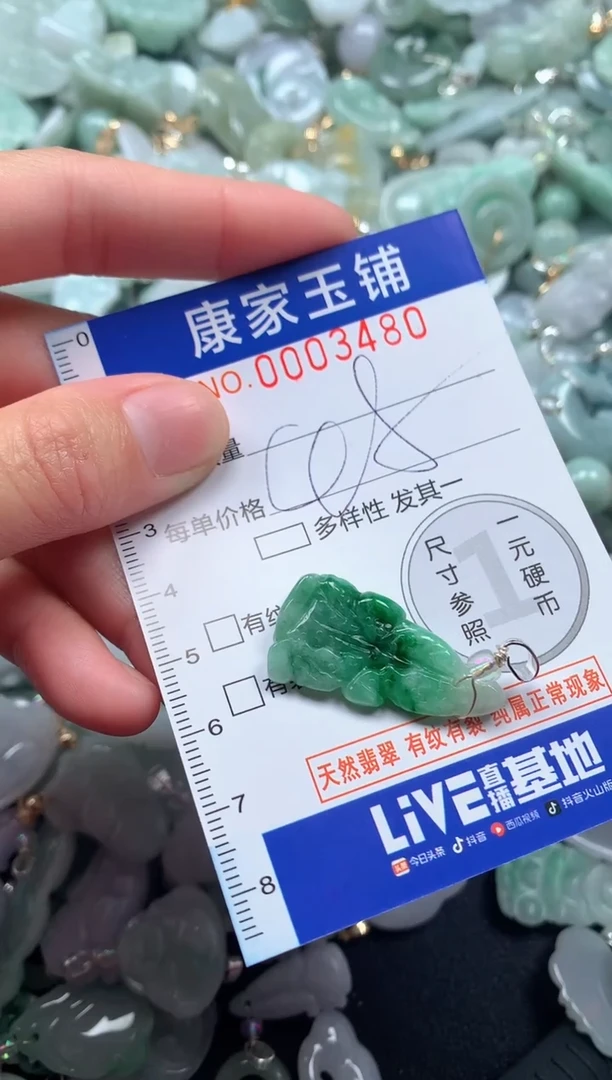 康家玉铺
NO.0003480
量
每单价格
多样性 发其一
尺寸参照
一元硬币
1
有纹
有
天然翡翠 有纹有裂 纯属正常现象
LiVE直播基地
今日头条 抖音 西瓜视频 抖音火山版
0
3
4
5
6
7
8